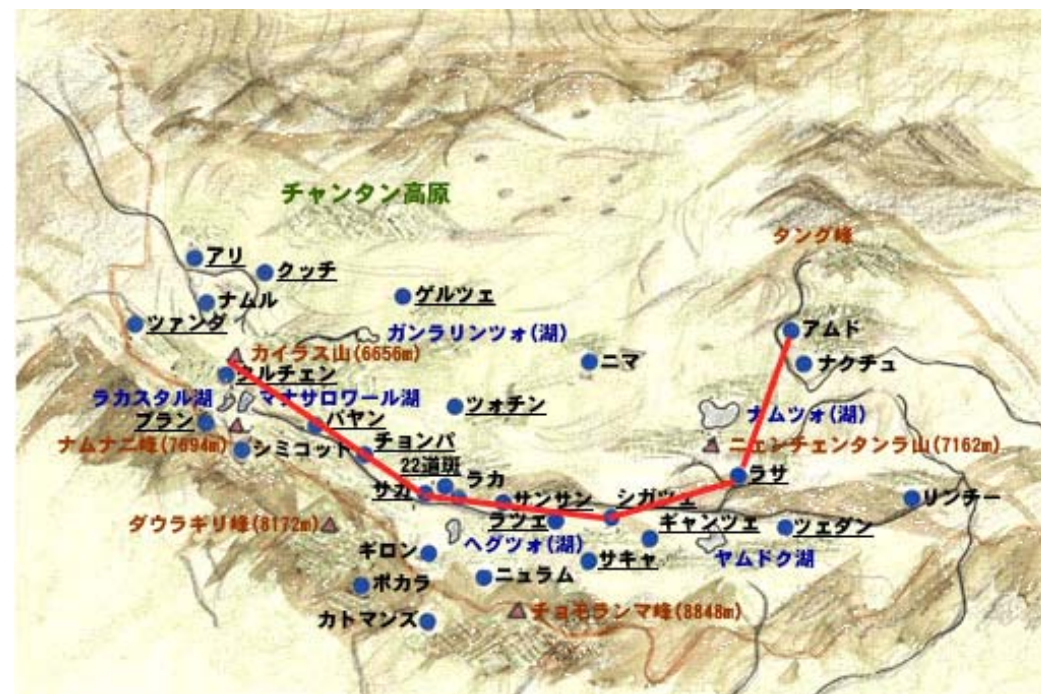 チャンタン高原
タング峰
アリ
クッチ
ゲルツェ
ナムル
ツァンダ
ガンラリンツォ(湖)
アムド
カイラス山(6656m)
ニマ
ナクチュ
タルチェン
ラカスタル湖
マナサロワール湖
ツォチン
ナムツォ(湖)
プラン
バヤン
ナムナニ峰(7694m)
シミコット
チョンバ
ニェンチェンタンラ山(7162m)
22道班
ラサ
サガ
ラカ
サンサン
シガツェ
リンチー
ダウラギリ峰(8172m)
ラツェ
ギャンツェ
ツェダン
ペグツォ(湖)
ギロン
サキャ
ヤムドク湖
ポカラ
ニュラム
カトマンズ
チョモランマ峰(8848m)